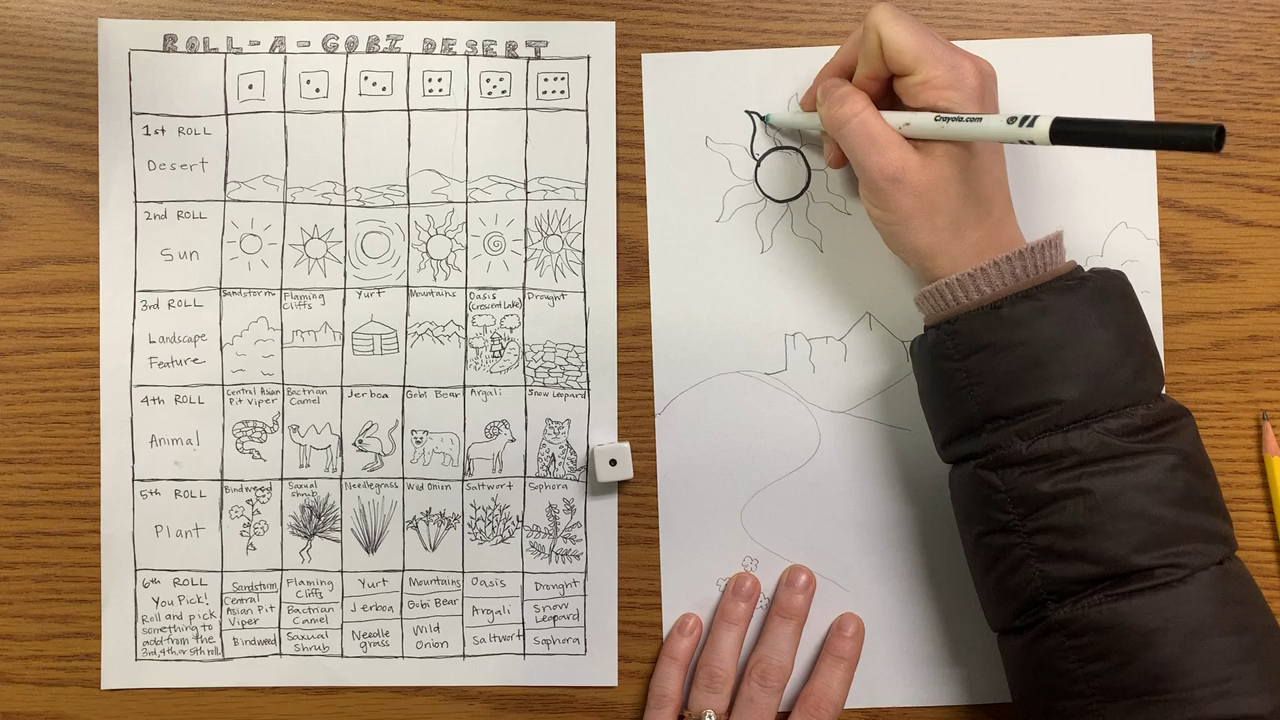 ROLL-A-GOBI DESERT
1st ROLL
Desert
2nd ROLL
Sun
3rd ROLL
Landscape
Feature
Sandstorm
Flaming
Cliffs
Yurt
Mountains
Oasis
(Crescent Lake)
Drought
4th ROLL
Animal
Central Asian
Pit Viper
Bactrian
Camel
Jerboa
Gobi Bear
Argali
Snow Leopard
5th ROLL
Plant
Bindweed
Saxual
shrub
Needlegrass
Wild Onion
Saltwort
Sophora
6th ROLL
You Pick!
Roll and pick
something to
add from the
3rd, 4th, or 5th roll.
Sandstorm
Flaming
Cliffs
Yurt
Mountains
Oasis
Drought
Central
Asian Pit
Viper
Bactrian
Camel
Jerboa
Gobi Bear
Argali
Snow
Leopard
Bindweed
Saxual
Shrub
Needle
grass
Wild
Onion
Saltwort
Saphora
Crayola.com